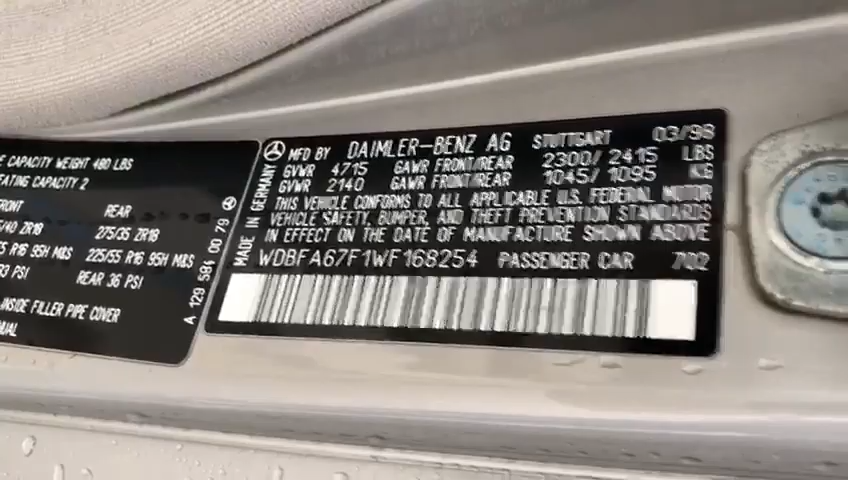 E CAPACITY WEIGHT 480 LBS
ATING CAPACITY 2
FRONT
REAR
/40 ZR18
275/35 ZR18
R16 95H M&S
225/55 R16 95H M&S
33 PSI
REAR 36 PSI
INSIDE FILLER PIPE COVER
A 129 584 00 79
MADE IN GERMANY
MFD BY DAIMLER-BENZ AG STUTTGART 03/98
GVWR 4715 GAWR FRONT/REAR 2300/ 2415 LBS
GVWR 2140 GAWR FRONT/REAR 1045/ 1095 KG
THIS VEHICLE CONFORMS TO ALL APPLICABLE U.S. FEDERAL MOTOR
VEHICLE SAFETY, BUMPER, AND THEFT PREVENTION STANDARDS
IN EFFECT ON THE DATE OF MANUFACTURE SHOWN ABOVE
WDBFA67F1WF168254 PASSENGER CAR 702